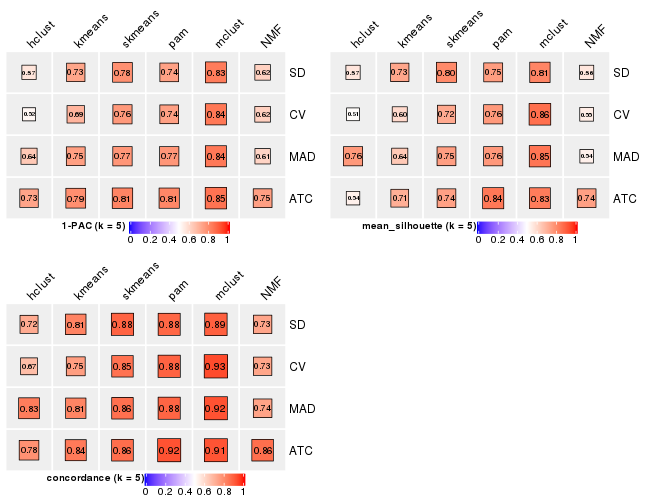 hclust kmeans skmeans pam mclust NMF
0.57 0.73 0.78 0.74 0.83 0.62 SD
0.52 0.69 0.76 0.74 0.84 0.62 CV
0.64 0.75 0.77 0.77 0.84 0.61 MAD
0.73 0.79 0.81 0.81 0.85 0.75 ATC
1-PAC (k = 5)
0 0.2 0.4 0.6 0.8 1
hclust kmeans skmeans pam mclust NMF
0.57 0.73 0.80 0.75 0.81 0.56 SD
0.51 0.60 0.72 0.76 0.86 0.55 CV
0.76 0.64 0.75 0.76 0.85 0.54 MAD
0.54 0.71 0.74 0.84 0.83 0.74 ATC
mean_silhouette (k = 5)
0 0.2 0.4 0.6 0.8 1
hclust kmeans skmeans pam mclust NMF
0.72 0.81 0.88 0.88 0.89 0.73 SD
0.67 0.75 0.85 0.88 0.93 0.73 CV
0.83 0.81 0.86 0.88 0.92 0.74 MAD
0.78 0.84 0.86 0.92 0.91 0.86 ATC
concordance (k = 5)
0 0.2 0.4 0.6 0.8 1